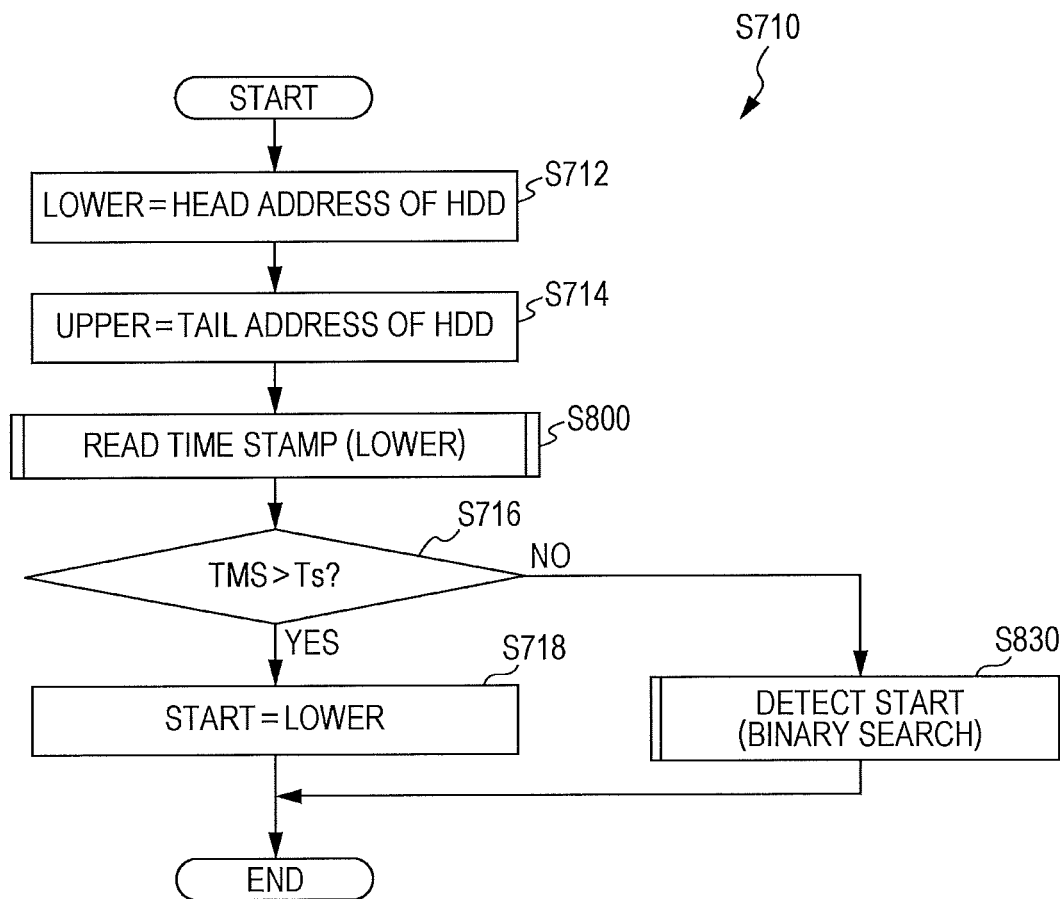 S710
START
S712
LOWER=HEAD ADDRESS OF HDD
S714
UPPER=TAIL ADDRESS OF HDD
S800
READ TIME STAMP (LOWER)
S716
TMS>Ts?
NO
YES
S718
START=LOWER
S830
DETECT START
(BINARY SEARCH)
END